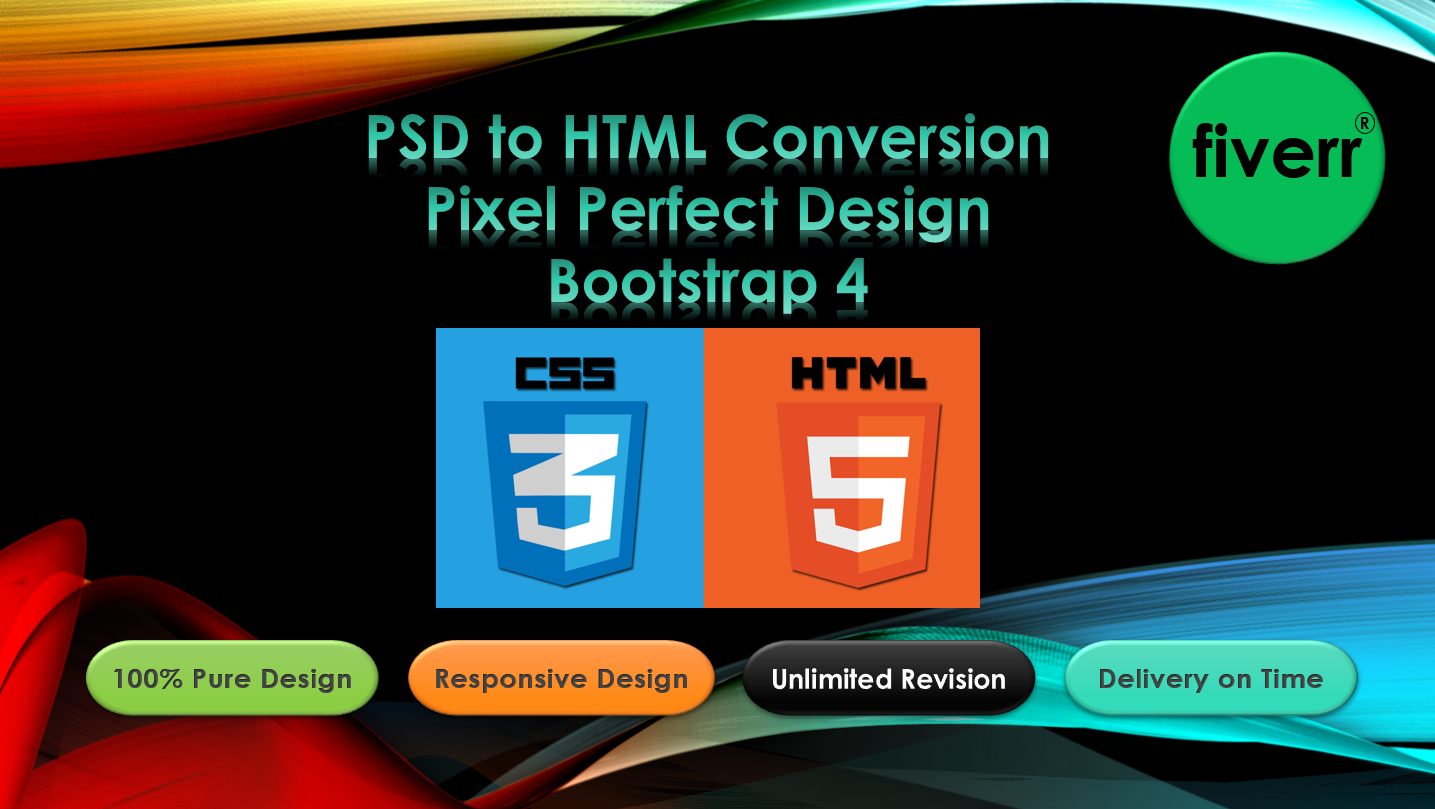 PSD to HTML Conversion
Pixel Perfect Design
Bootstrap 4
fiverr®
CSS
3
HTML
5
100% Pure Design
Responsive Design
Unlimited Revision
Delivery on Time